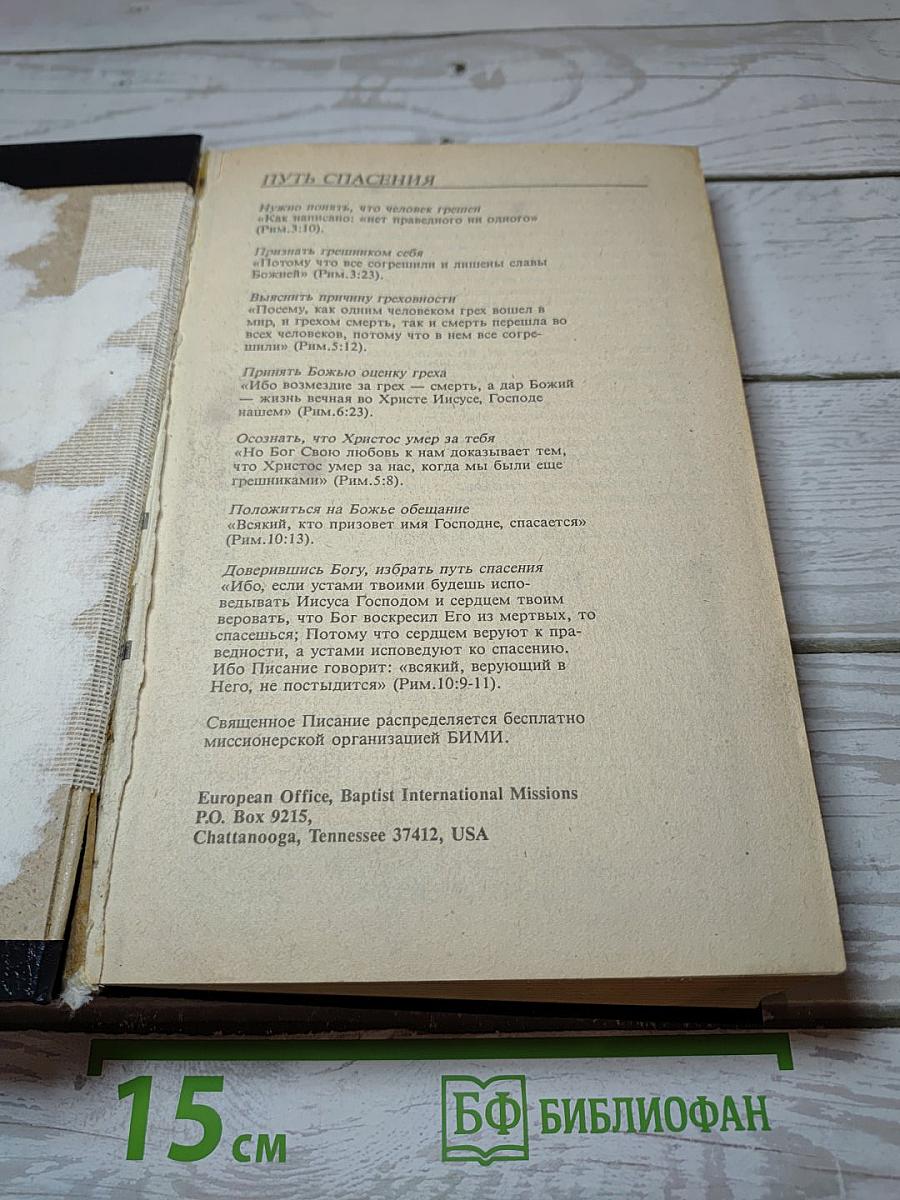 ПУТЬ СПАСЕНИЯ
Нужно понять, что человек грешен
«Как написано: «нет праведного ни одного»
(Рим.3:10).
Признать грешником себя
«Потому что все согрешили и лишены славы
Божией» (Рим.3:23).
Выяснить причину греховности
«Посему, как одним человеком грех вошел в
мир, и грехом смерть, так и смерть перешла во
всех человеков, потому что в нем все согре-
шили» (Рим.5:12).
Принять Божью оценку греха
«Ибо возмездие за грех — смерть, а дар Божий
— жизнь вечная во Христе Иисусе, Господе
нашем» (Рим.6:23).
Осознать, что Христос умер за тебя
«Но Бог Свою любовь к нам доказывает тем,
что Христос умер за нас, когда мы были еще
грешниками» (Рим.5:8).
Положиться на Божье обещание
«Всякий, кто призовет имя Господне, спасается»
(Рим.10:13).
Доверившись Богу, избрать путь спасения
«Ибо, если устами твоими будешь испо-
ведывать Иисуса Господом и сердцем твоим
веровать, что Бог воскресил Его из мертвых, то
спасешься; Потому что сердцем веруют к пра-
ведности, а устами исповедуют ко спасению.
Ибо Писание говорит: «всякий, верующий в
Него, не постыдится» (Рим.10:9-11).
Священное Писание распределяется бесплатно
миссионерской организацией БИМИ.
European Office, Baptist International Missions
P.O. Box 9215,
Chattanooga, Tennessee 37412, USA
15 см
БФ БИБЛИОФАН